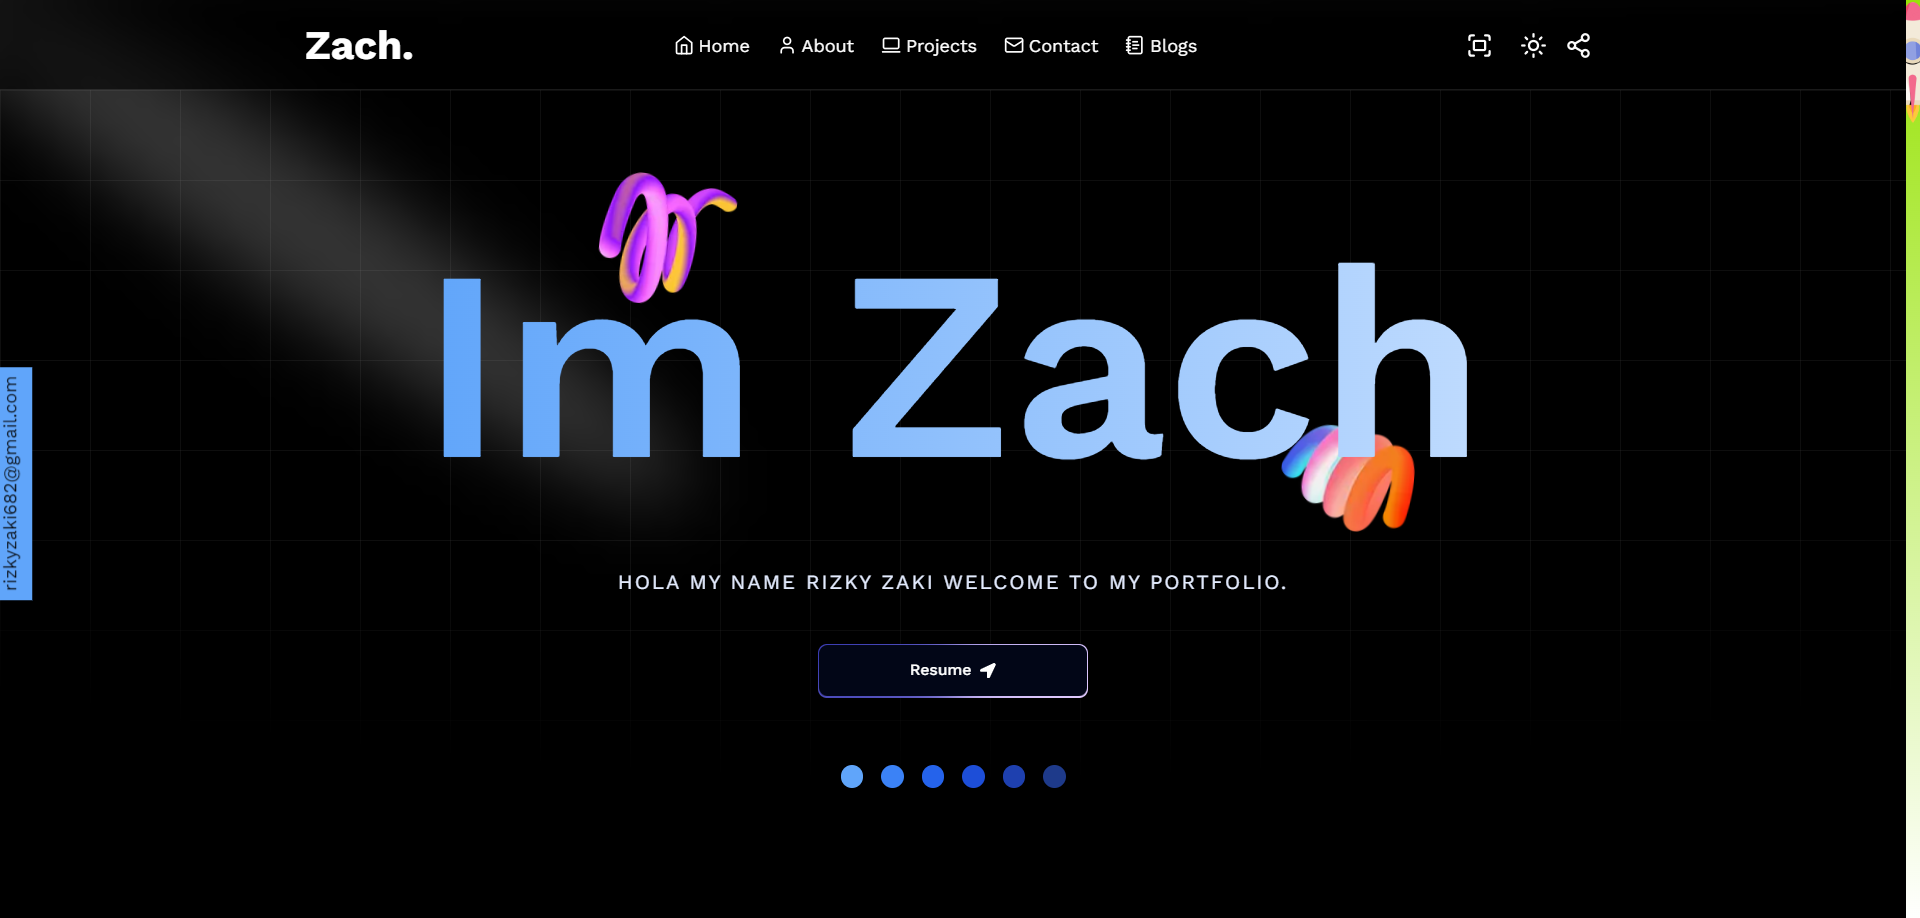 Zach.
Home About Projects Contact Blogs
Im Zach
rizkyzaki682@gmail.com
HOLA MY NAME RIZKY ZAKI WELCOME TO MY PORTFOLIO.
Resume